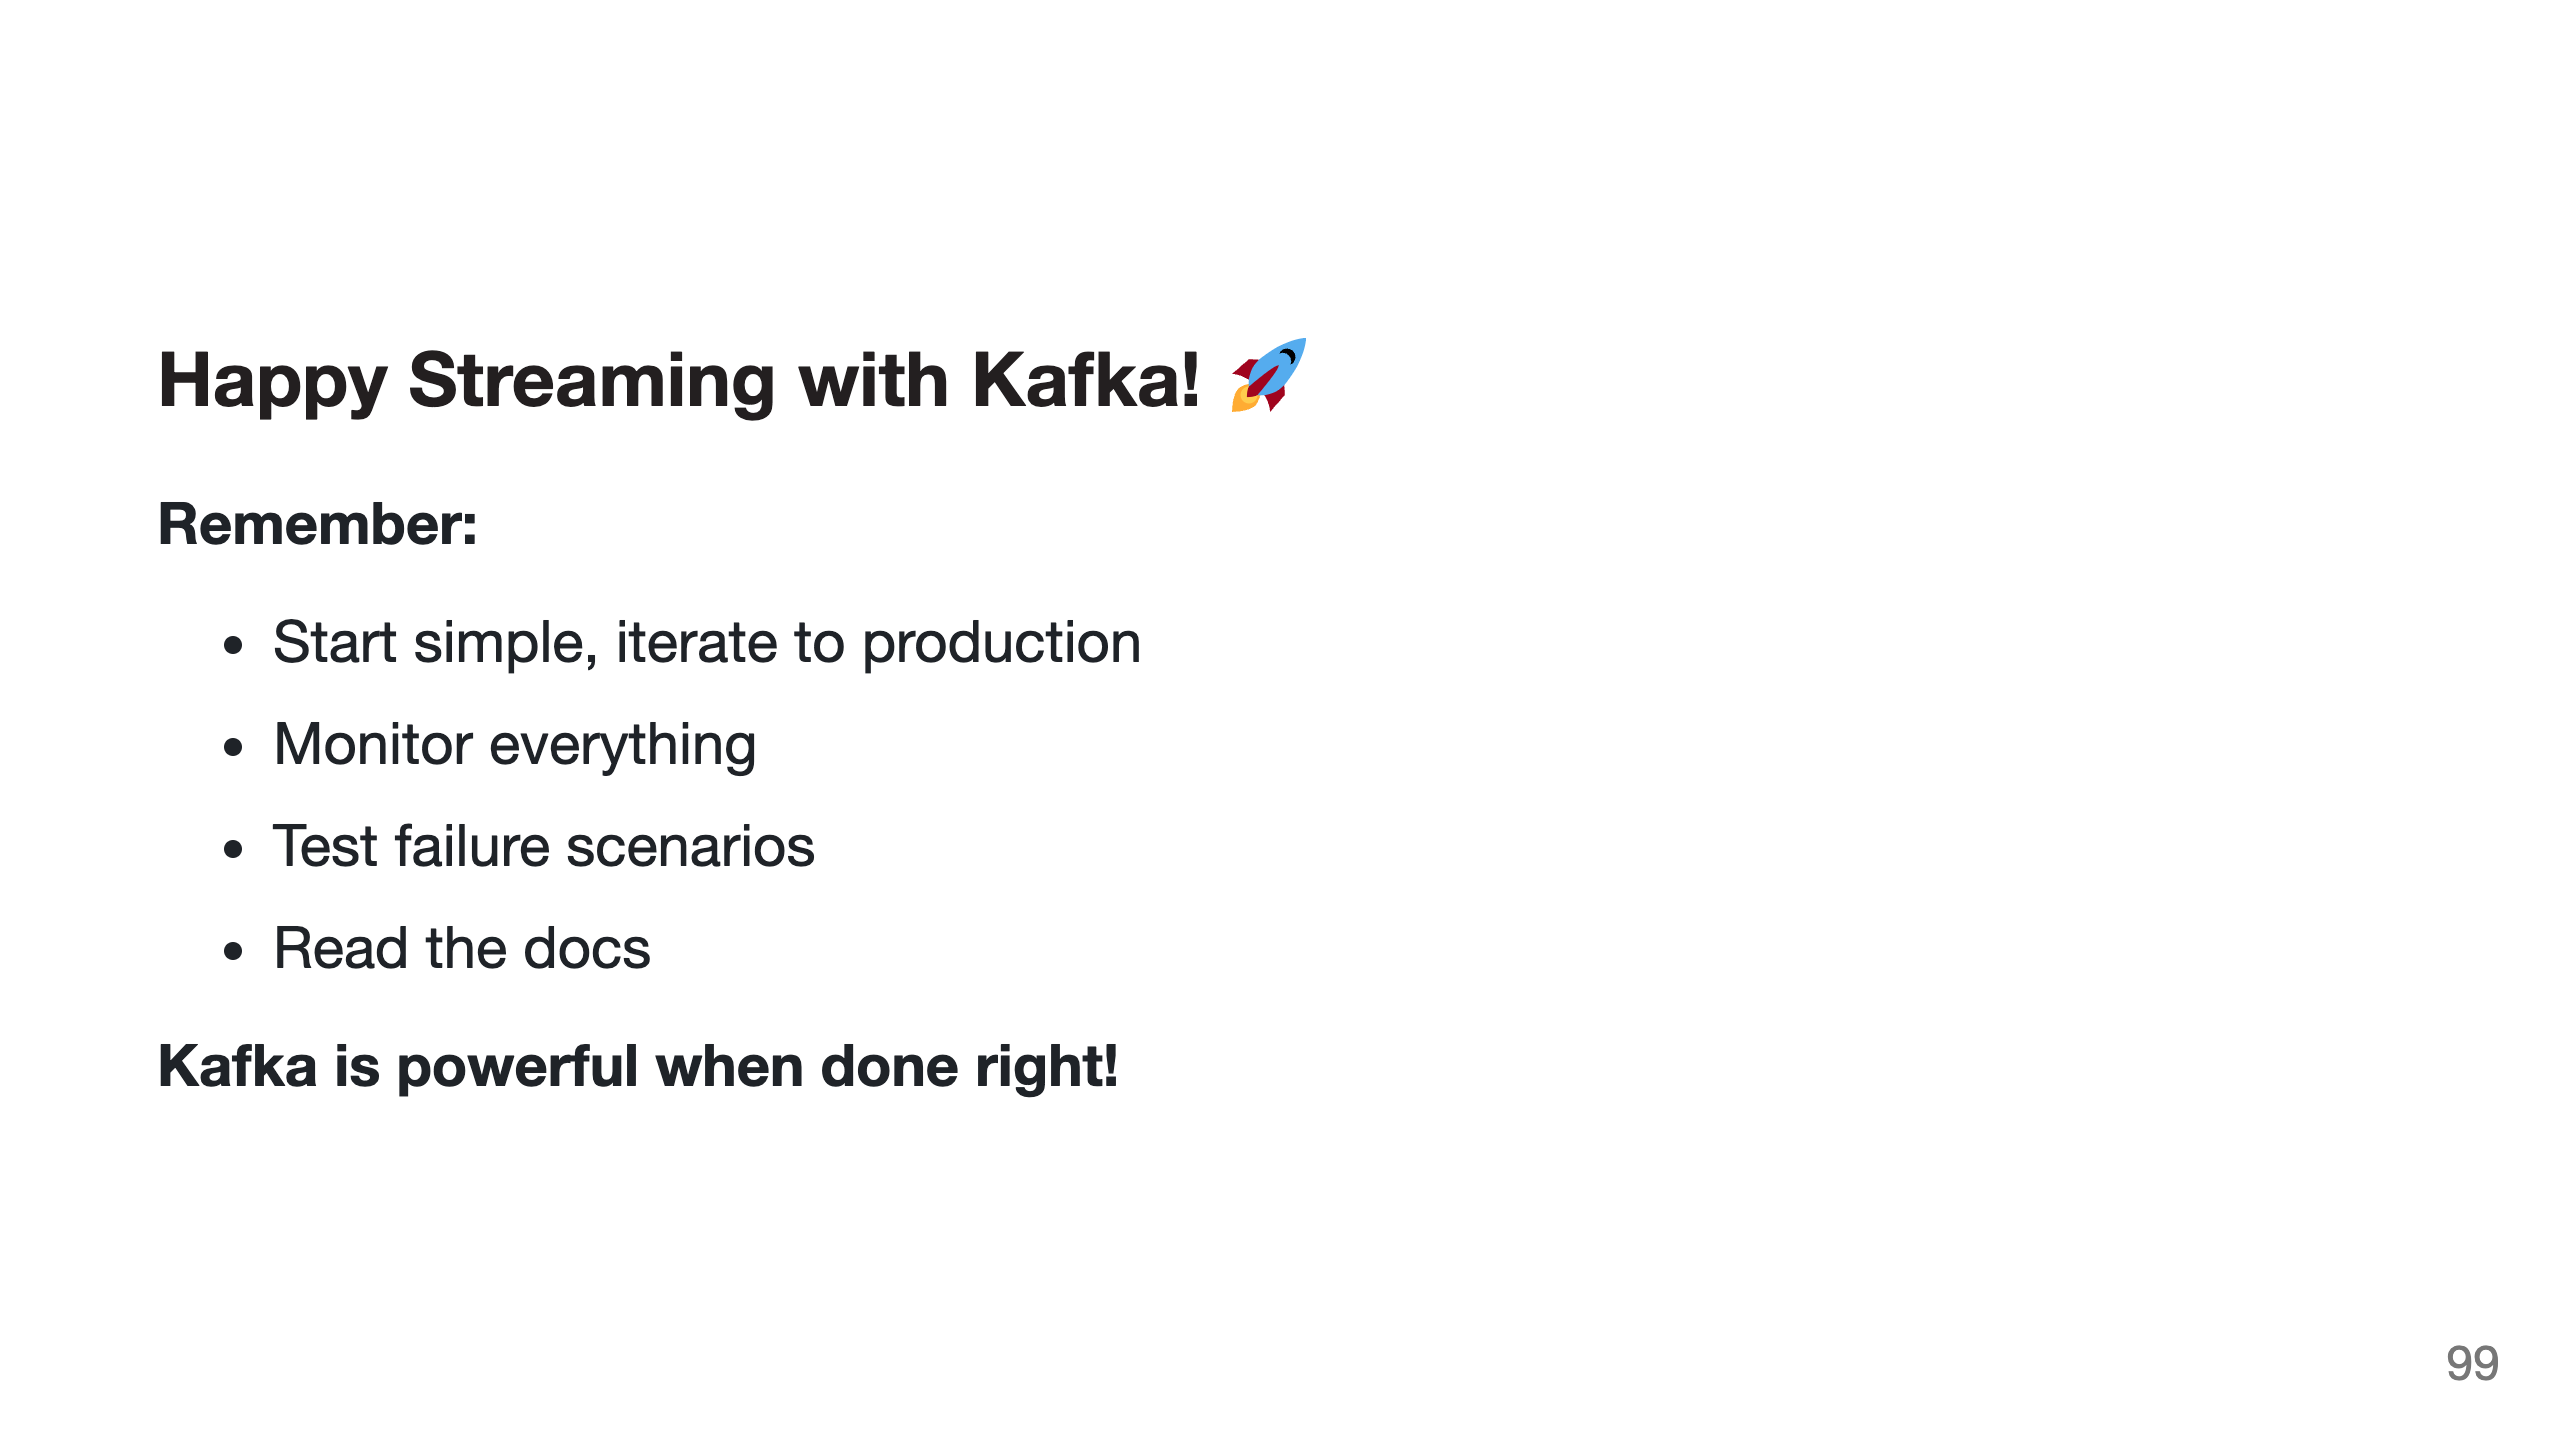 Happy Streaming with Kafka! 🚀
Remember:
• Start simple, iterate to production
• Monitor everything
• Test failure scenarios
• Read the docs
Kafka is powerful when done right!
99